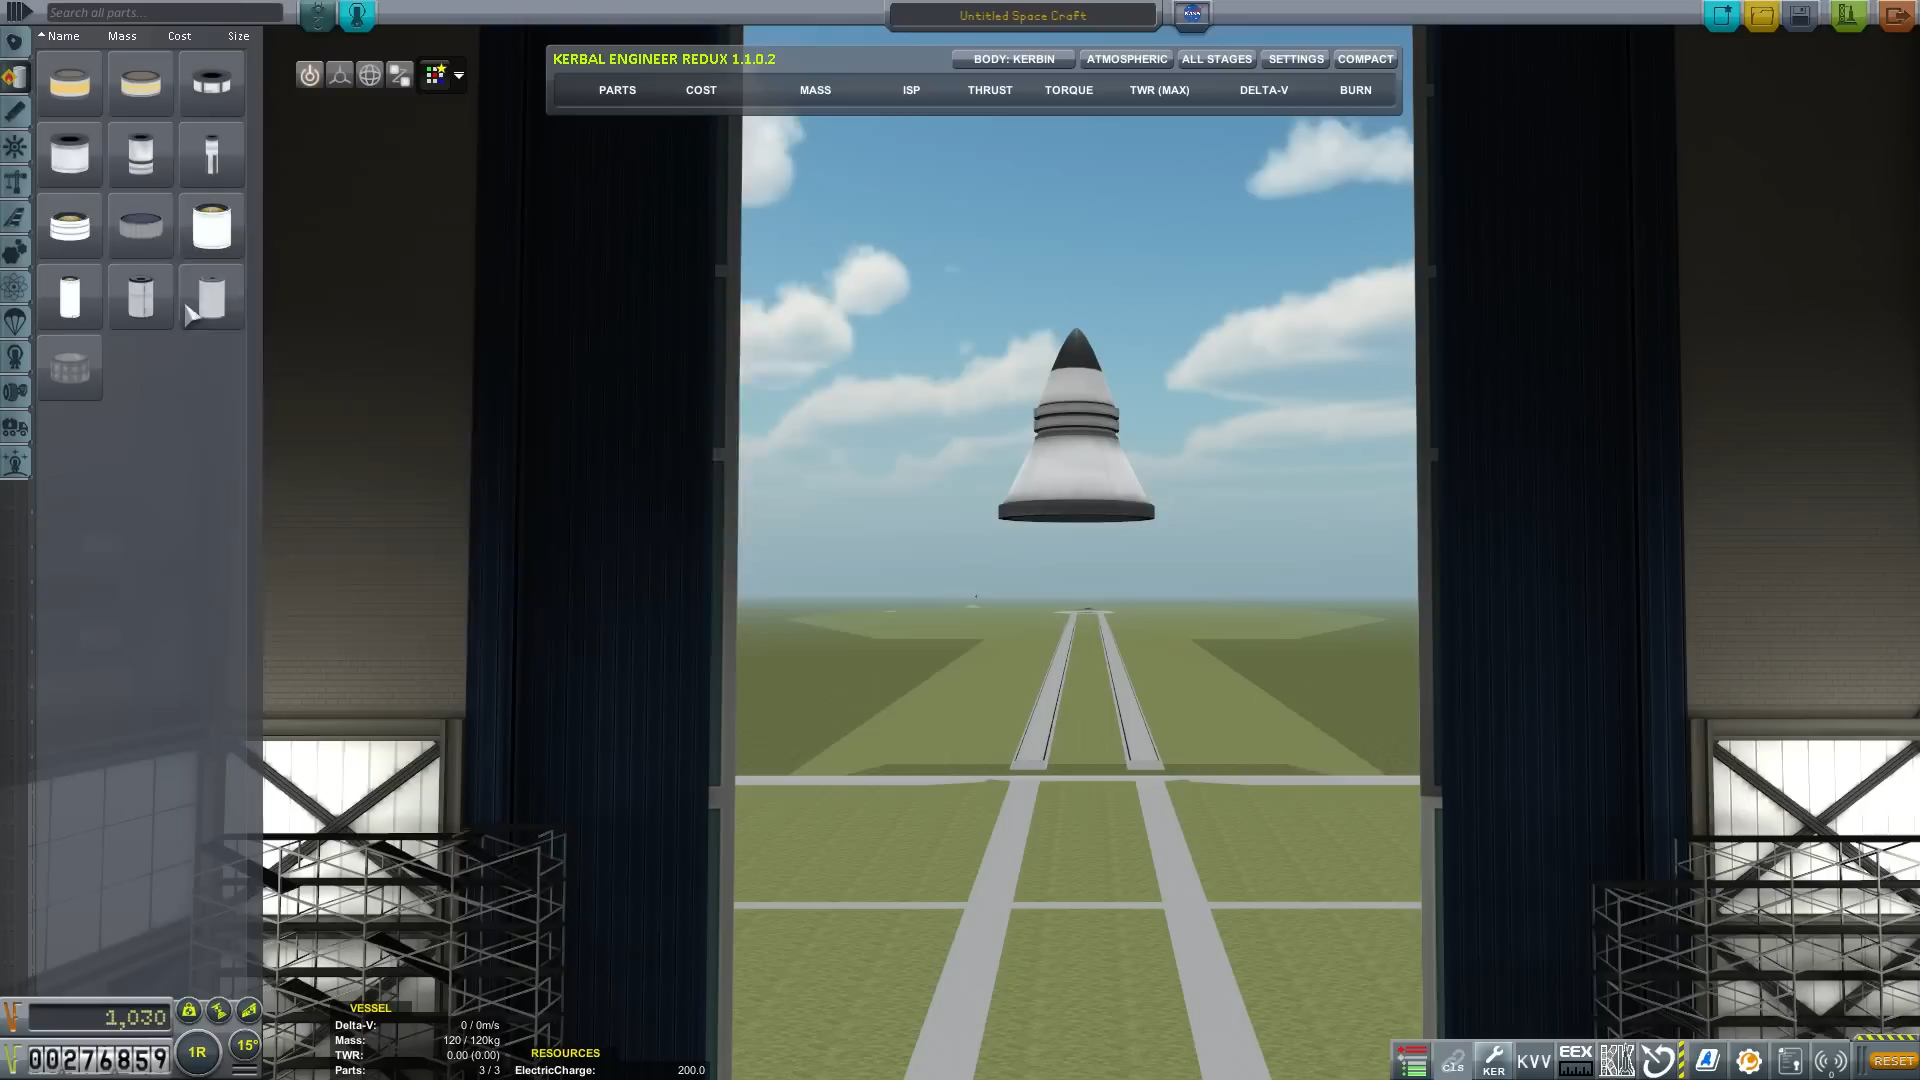 Search all parts...
Untitled Space Craft
Name Mass Cost Size
KERBAL ENGINEER REDUX 1.1.0.2
BODY: KERBIN ATMOSPHERIC ALL STAGES SETTINGS COMPACT
PARTS COST MASS ISP THRUST TORQUE TWR (MAX) DELTA-V BURN
1,030
00276859
1R
15°
VESSEL
Delta-V: 0 / 0m/s
Mass: 120 / 120kg
TWR: 0.00 (0.00)
Parts: 3 / 3
RESOURCES
ElectricCharge: 200.0
cls
KER
KVV
EEX
0
RESET